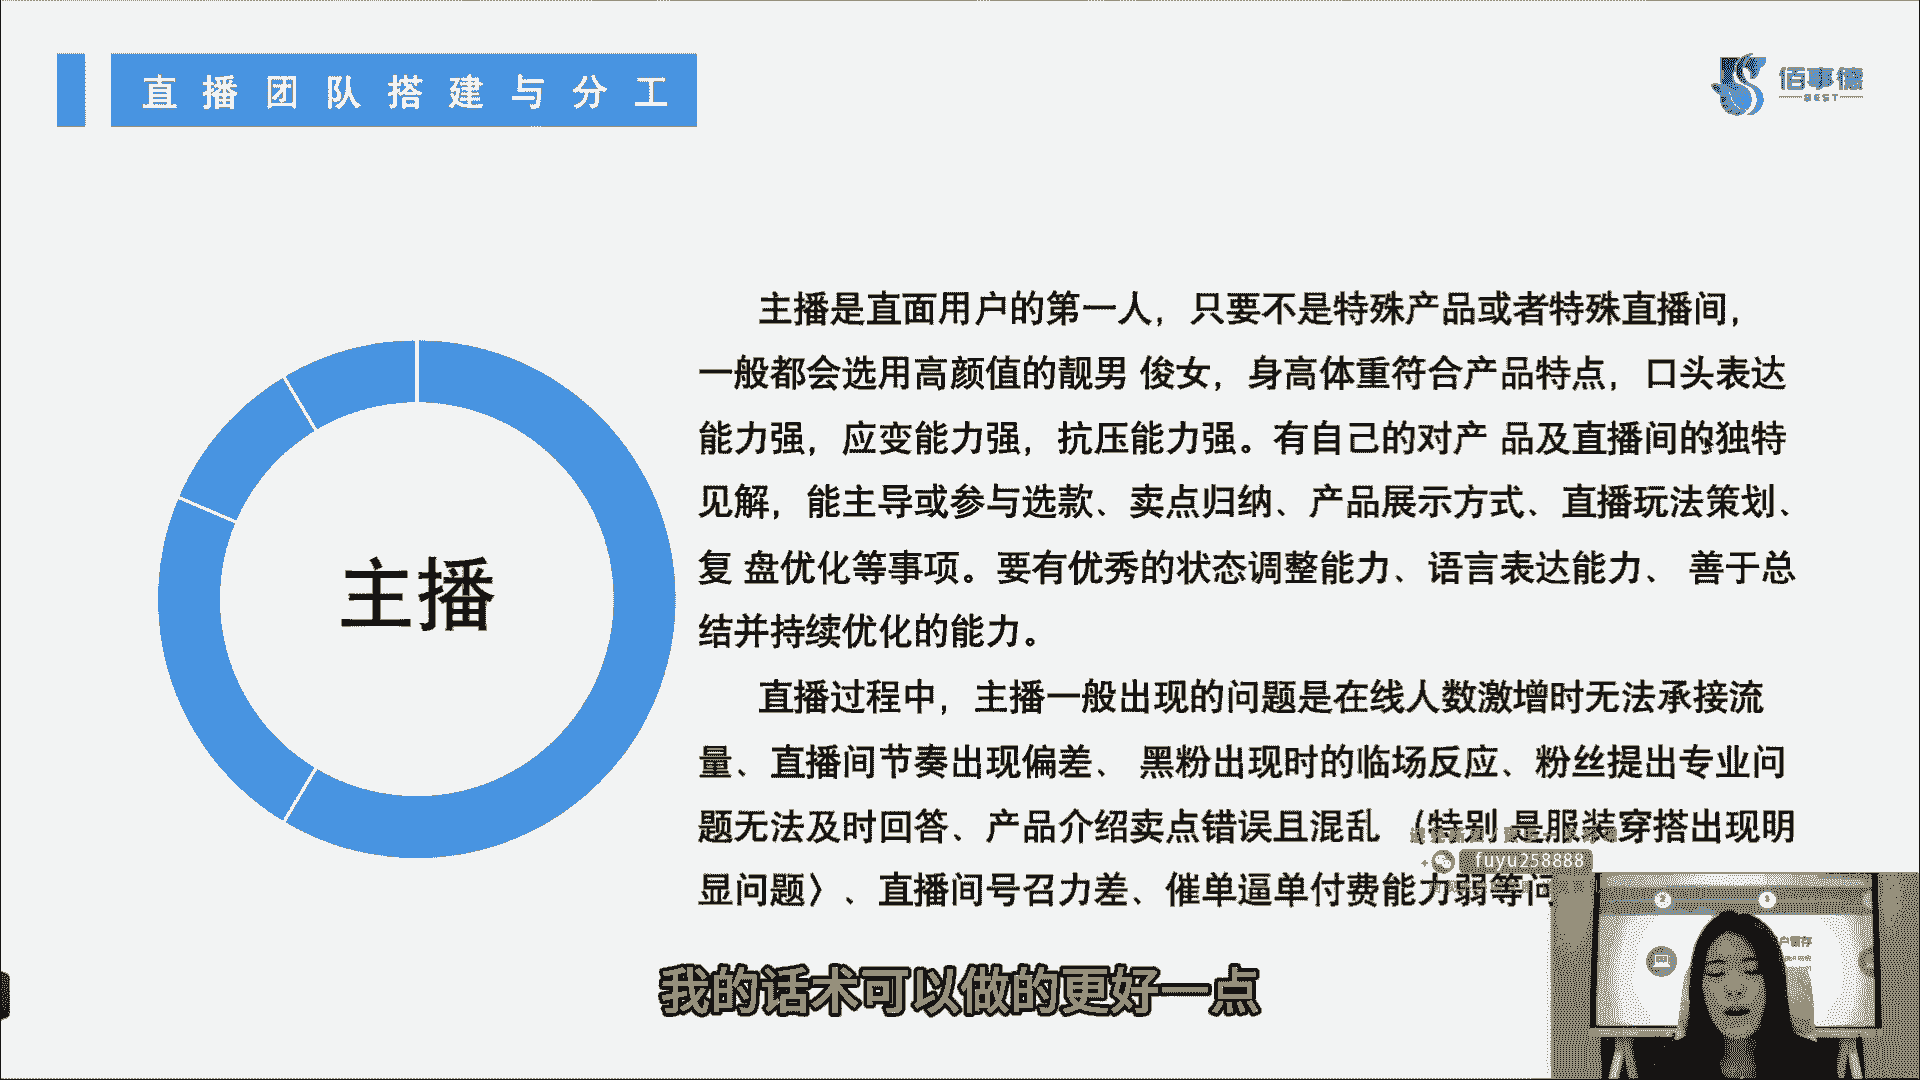 直播团队搭建与分工
佰事德
BEST
主播是直面用户的第一人，只要不是特殊产品或者特殊直播间，
一般都会选用高颜值的靓男 俊女，身高体重符合产品特点，口头表达
能力强，应变能力强，抗压能力强。有自己的对产 品及直播间的独特
见解，能主导或参与选款、卖点归纳、产品展示方式、直播玩法策划、
复 盘优化等事项。要有优秀的状态调整能力、语言表达能力、 善于总
结并持续优化的能力。
主播
直播过程中，主播一般出现的问题是在线人数激增时无法承接流
量、直播间节奏出现偏差、 黑粉出现时的临场反应、粉丝提出专业问
题无法及时回答、产品介绍卖点错误且混乱 （特别 是服装穿搭出现明
显问题〉、直播间号召力差、催单逼单付费能力弱等问
fuyu258888
户留存
我的话术可以做的更好一点